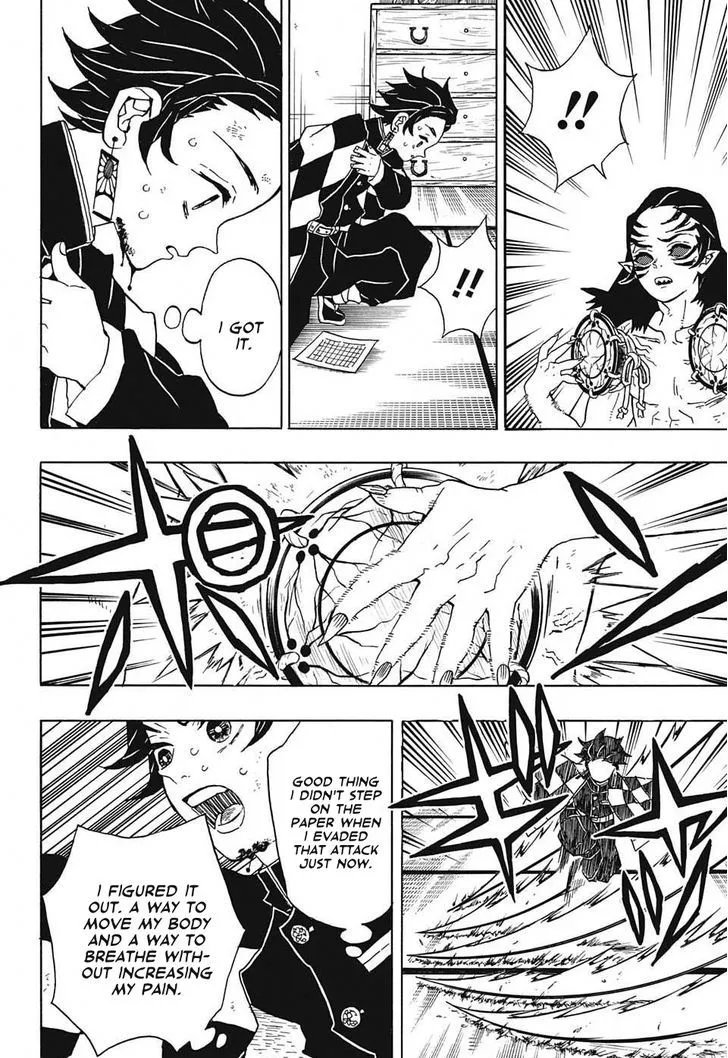 !!
!!
I GOT
IT.
GOOD THING
I DIDN'T STEP
ON THE
PAPER WHEN
I EVADED
THAT ATTACK
JUST NOW.
I FIGURED IT
OUT. A WAY TO
MOVE MY BODY
AND A WAY TO
BREATHE WITH-
OUT INCREASING
MY PAIN.